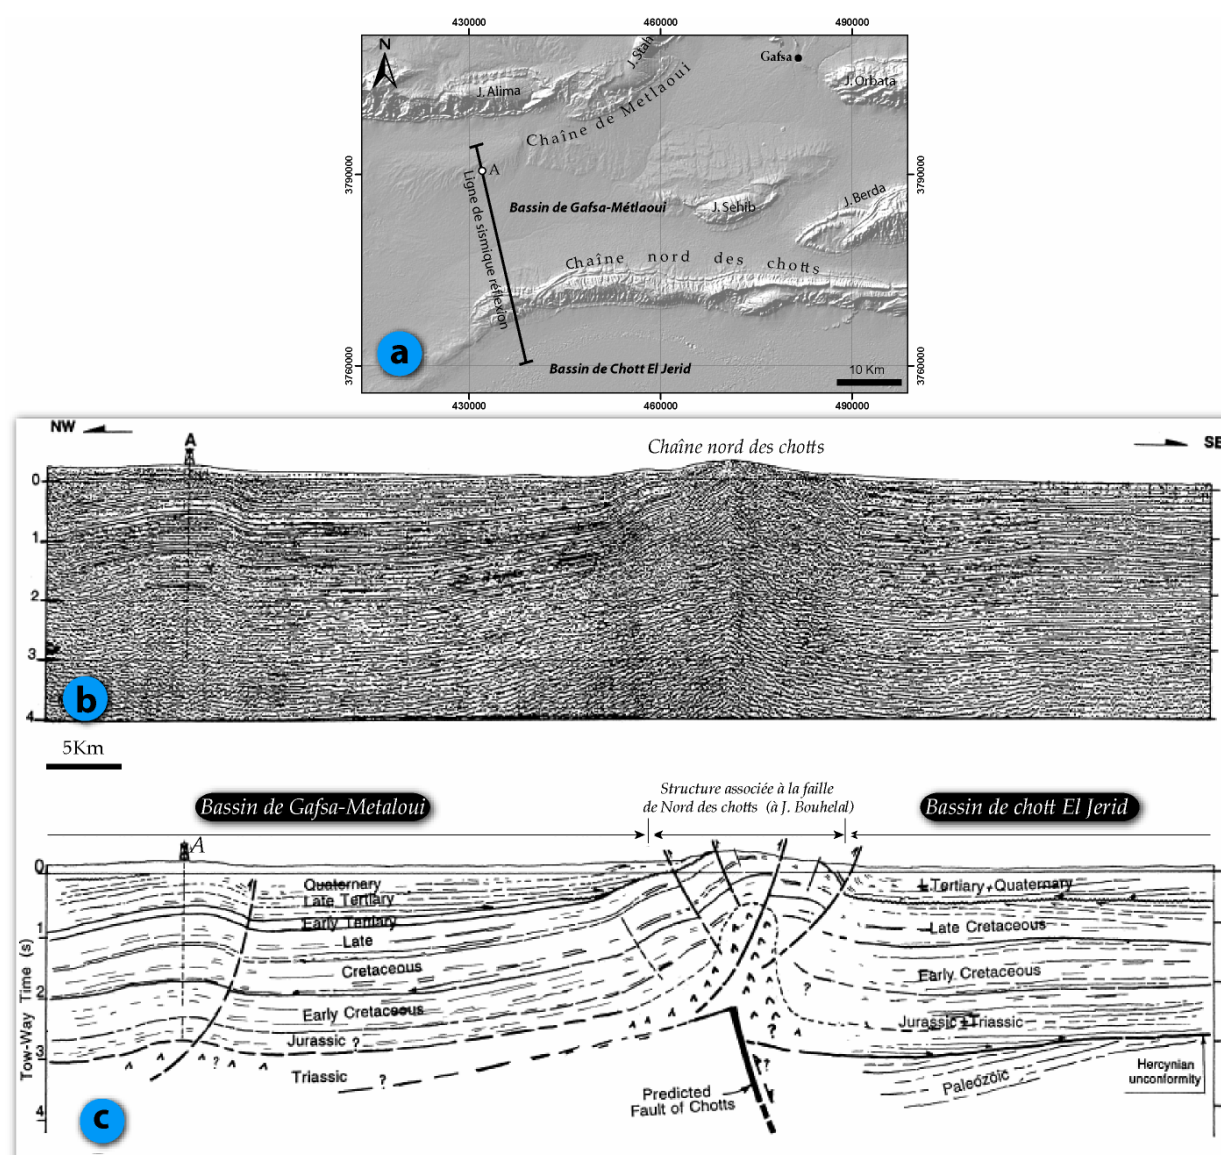 430000 460000 490000
N
J. Stah
Gafsa
J. Alima
J. Orbata
Chaîne de Metlaoui
3790000
3790000
A
Ligne de sismique réflexion
Bassin de Gafsa-Métlaoui
J. Sehib
J. Berda
Chaîne nord des chotts
a
3760000
3760000
Bassin de Chott El Jerid
10 Km
430000 460000 490000
NW
A
Chaîne nord des chotts
SE
0
1
2
3
4
b
5Km
Structure associée à la faille
de Nord des chotts (à J. Bouhelal)
Bassin de Gafsa-Metaloui
Bassin de chott El Jerid
A
Tow-Way Time (s)
0
1
2
3
4
Quaternary
Late Tertiary
Early Tertiary
Late
Cretaceous
Early Cretaceous
Jurassic ?
Triassic
?
?
?
?
?
?
Predicted
Fault of Chotts
+Tertiary+Quaternary
Late Cretaceous
Early Cretaceous
Jurassic+Triassic
Paleozoic
Hercynian
unconformity
c